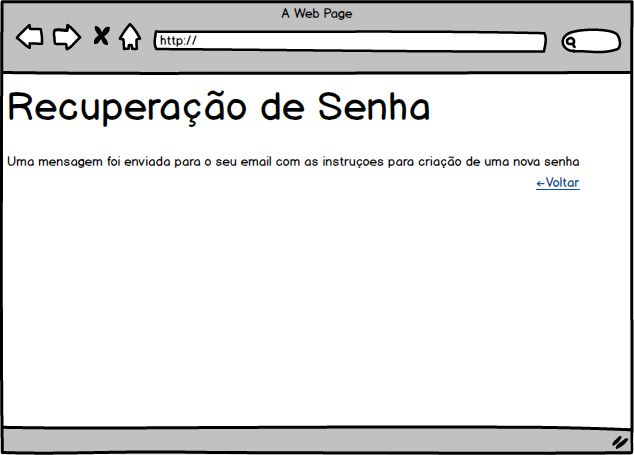 A Web Page
http://
Recuperação de Senha
Uma mensagem foi enviada para o seu email com as instruçoes para criação de uma nova senha
←Voltar